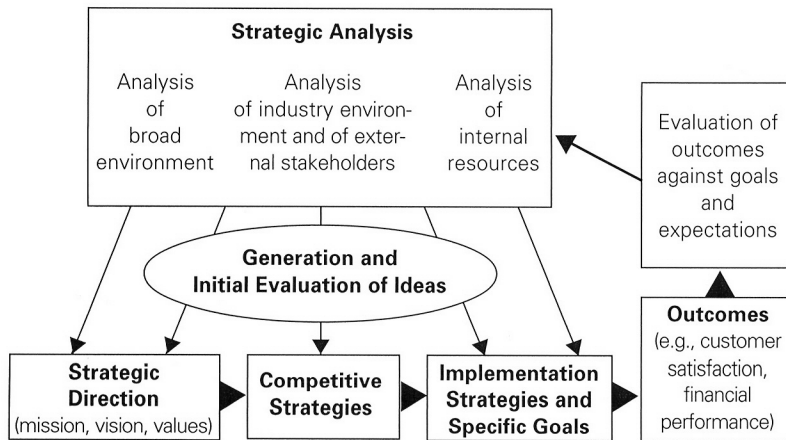 Strategic Analysis
Analysis
of
broad
environment
Analysis
of industry environ-
ment and of exter-
nal stakeholders
Analysis
of
internal
resources
Evaluation of
outcomes
against goals
and
expectations
Generation and
Initial Evaluation of Ideas
Strategic
Direction
(mission, vision, values)
Competitive
Strategies
Implementation
Strategies and
Specific Goals
Outcomes
(e.g., customer
satisfaction,
financial
performance)